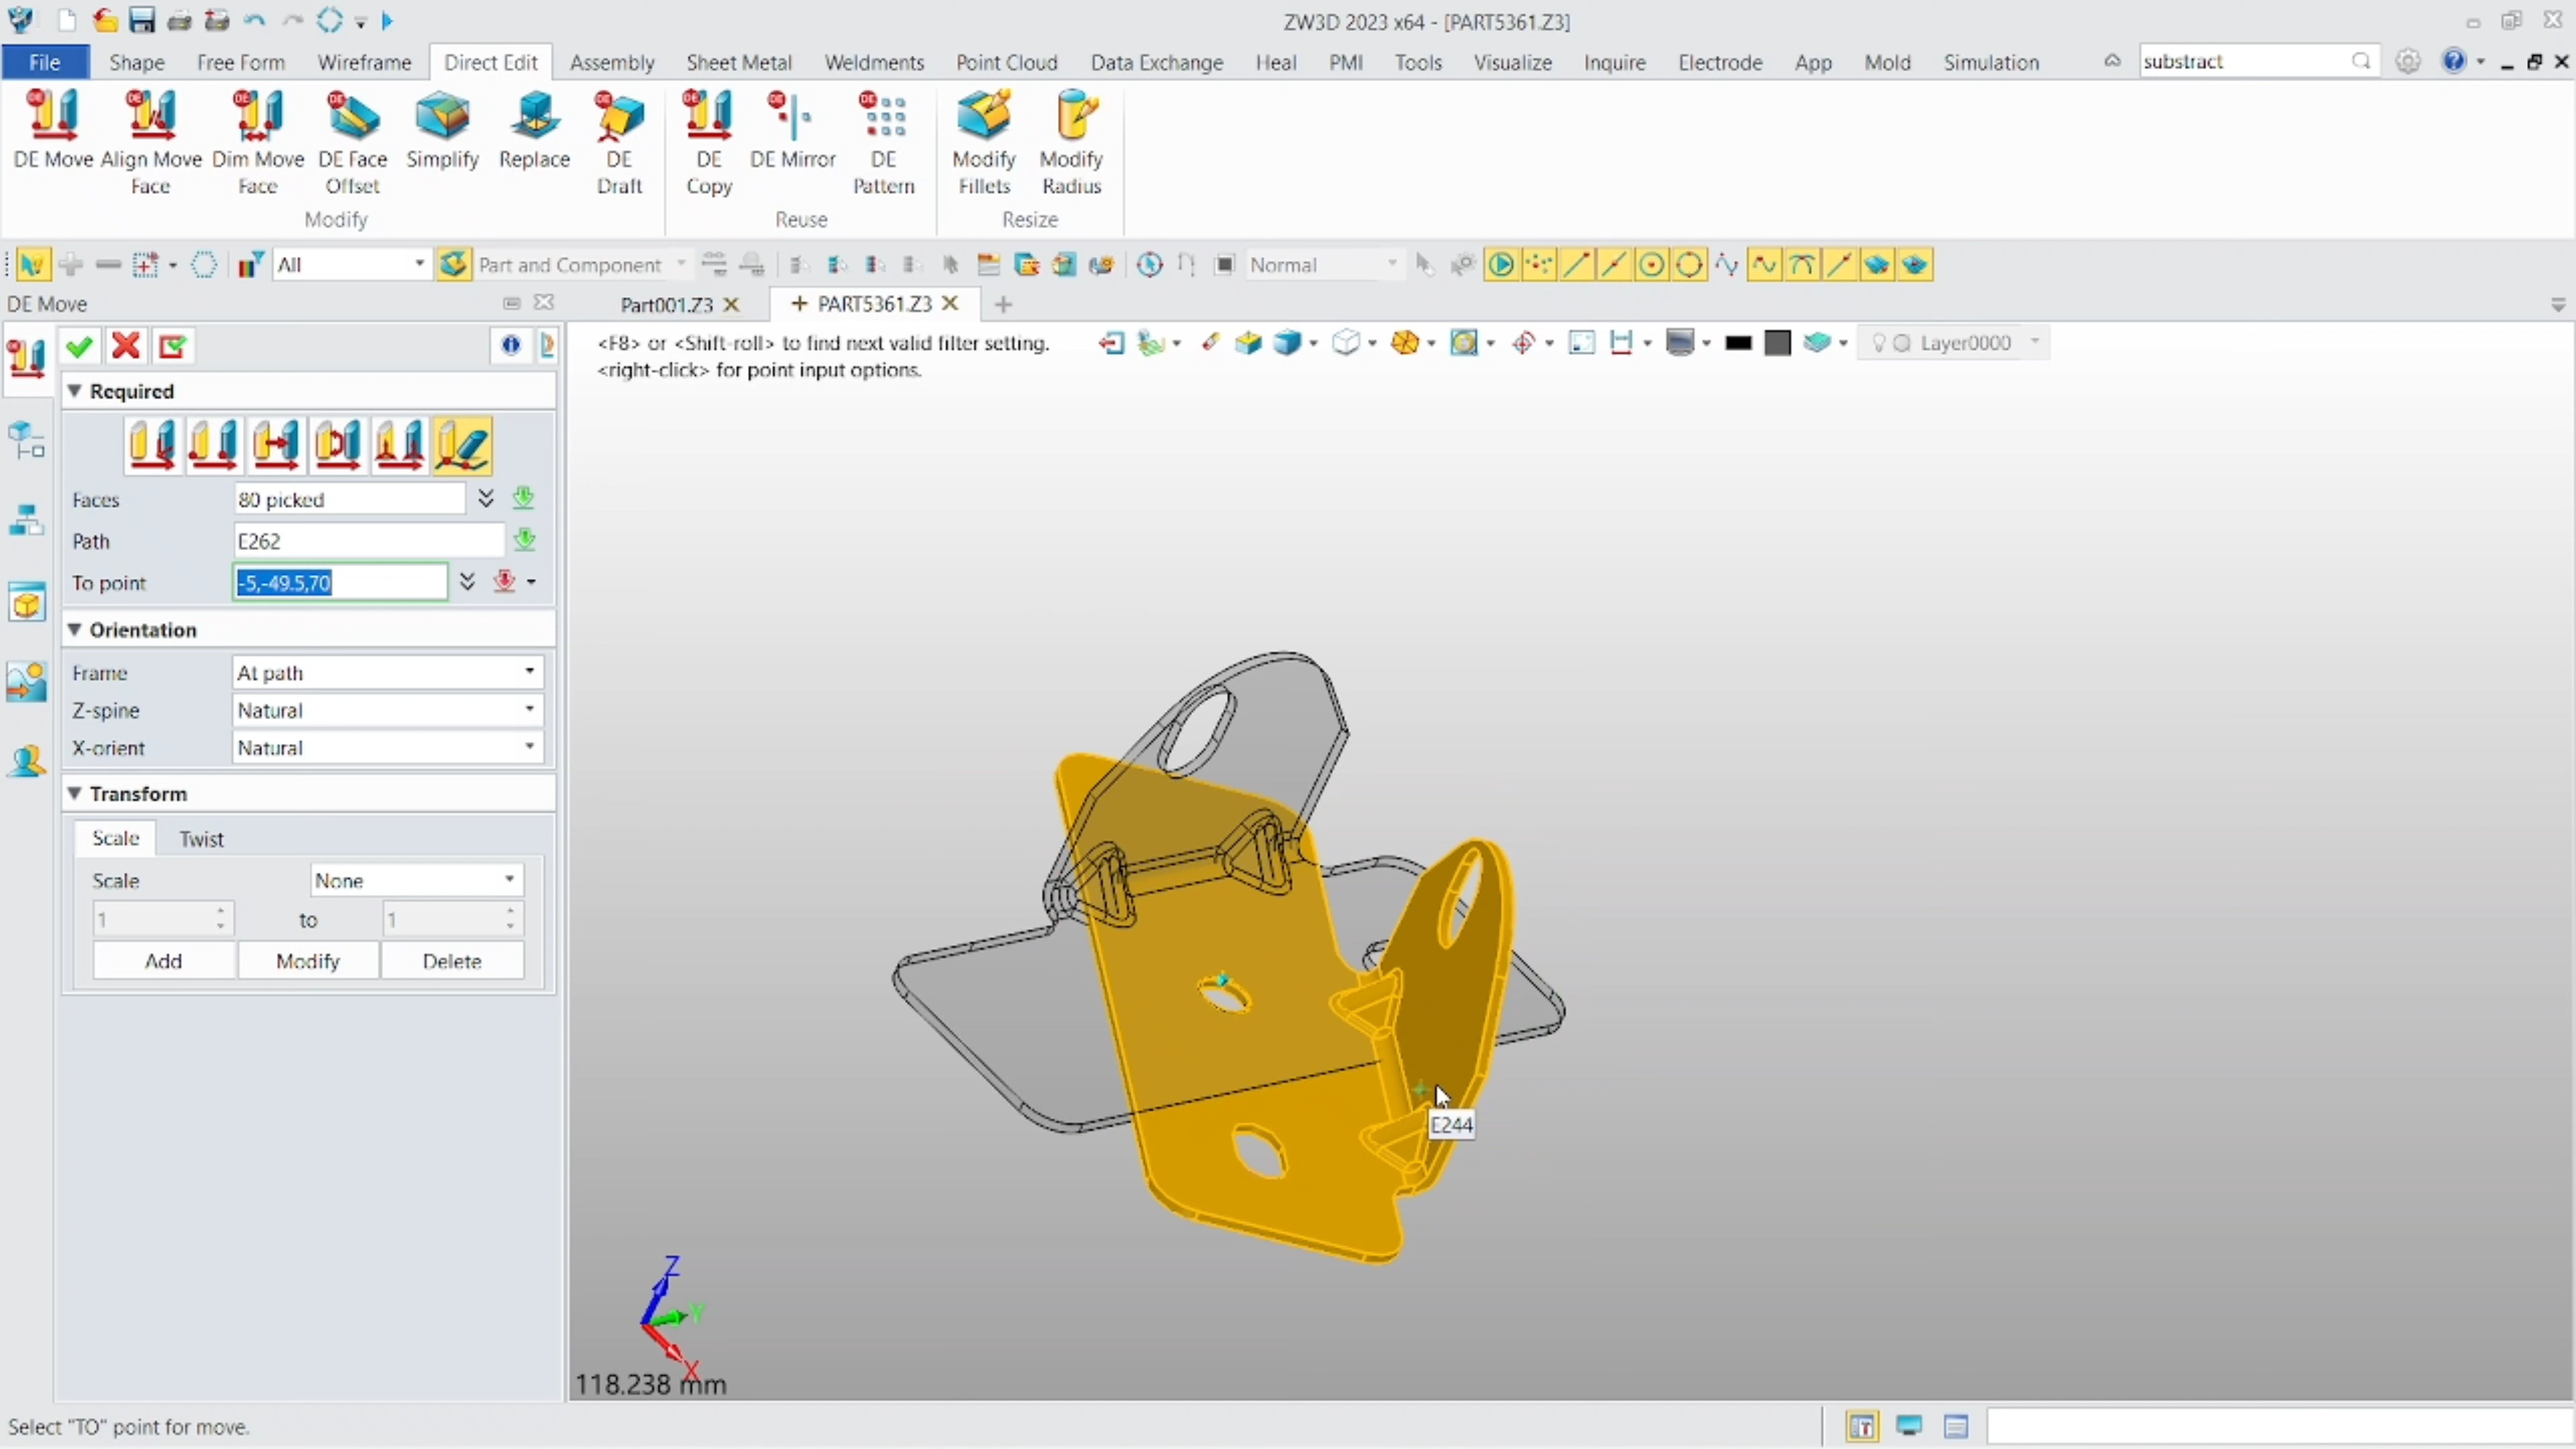 ZW3D 2023 x64 - [PART5361.Z3]
File Shape Free Form Wireframe Direct Edit Assembly Sheet Metal Weldments Point Cloud Data Exchange Heal PMI Tools Visualize Inquire Electrode App Mold Simulation substract
DE Move Align Move Face Dim Move Face DE Face Offset Simplify Replace DE Draft DE Copy DE Mirror DE Pattern Modify Fillets Modify Radius
Modify Reuse Resize
All Part and Component Normal
DE Move Part001.Z3 PART5361.Z3
<F8> or <Shift-roll> to find next valid filter setting.
<right-click> for point input options.
Layer0000
Required
Faces 80 picked
Path E262
To point -5,-49.5,70
Orientation
Frame At path
Z-spine Natural
X-orient Natural
Transform
Scale Twist
Scale None
1 to 1
Add Modify Delete
E244
Z
Y
X
118.238 mm
Select "TO" point for move.